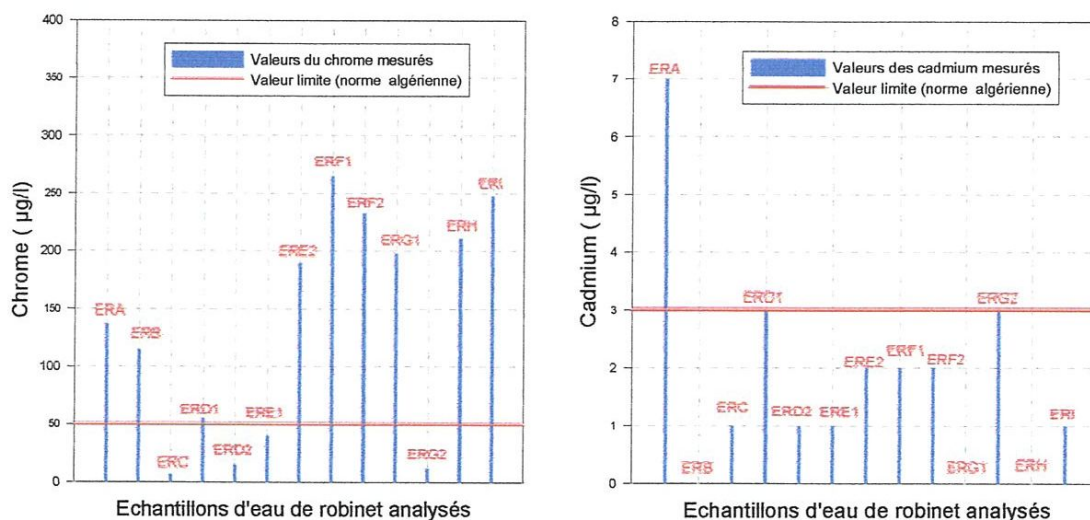 400
350
300
250
200
150
100
50
0
Chrome ( µg/l)
Valeurs du chrome mesurés
Valeur limite (norme algérienne)
ERA
ERB
ERC
ERD1
ERD2
ERE1
ERE2
ERF1
ERF2
ERG1
ERG2
ERH
ERI
Echantillons d'eau de robinet analysés
8
7
6
5
4
3
2
1
0
Cadmium ( µg/l)
Valeurs des cadmium mesurés
Valeur limite (norme algérienne)
ERA
ERB
ERC
ERD1
ERD2
ERE1
ERE2
ERF1
ERF2
ERG1
ERG2
ERH
ERI
Echantillons d'eau de robinet analysés